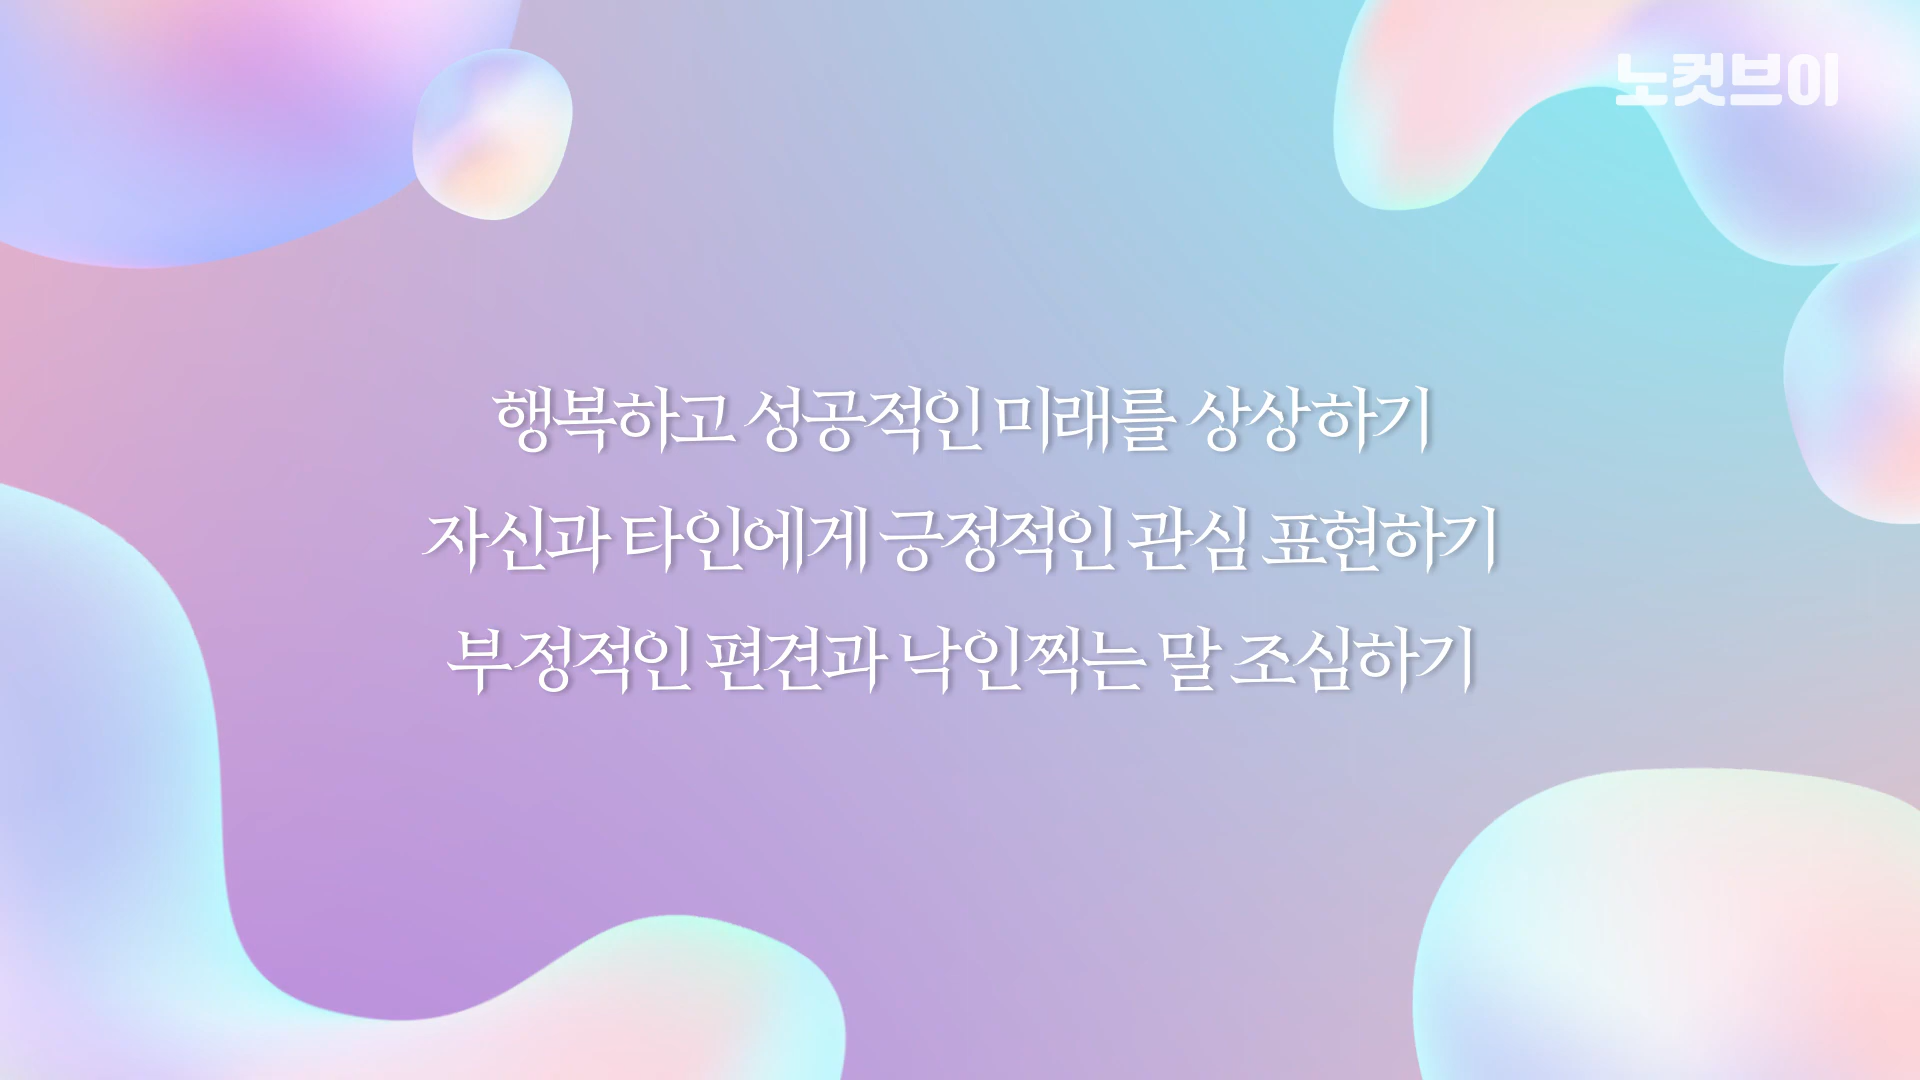 노컷브이
행복하고 성공적인 미래를 상상하기
자신과 타인에게 긍정적인 관심 표현하기
부정적인 편견과 낙인찍는 말 조심하기